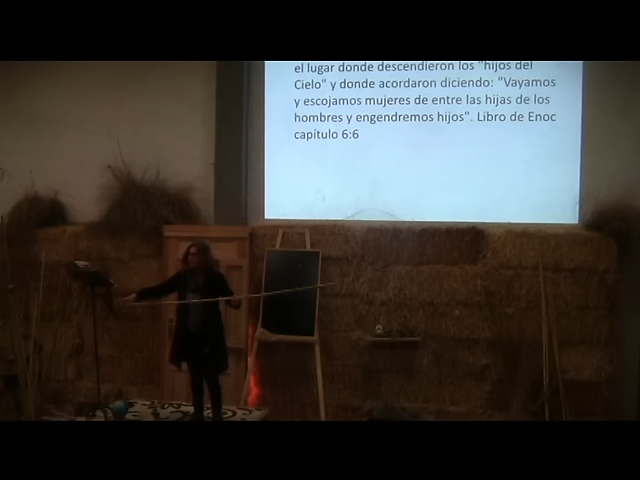 el lugar donde descendieron los "hijos del
Cielo" y donde acordaron diciendo: "Vayamos
y escojamos mujeres de entre las hijas de los
hombres y engendremos hijos". Libro de Enoc
capítulo 6:6